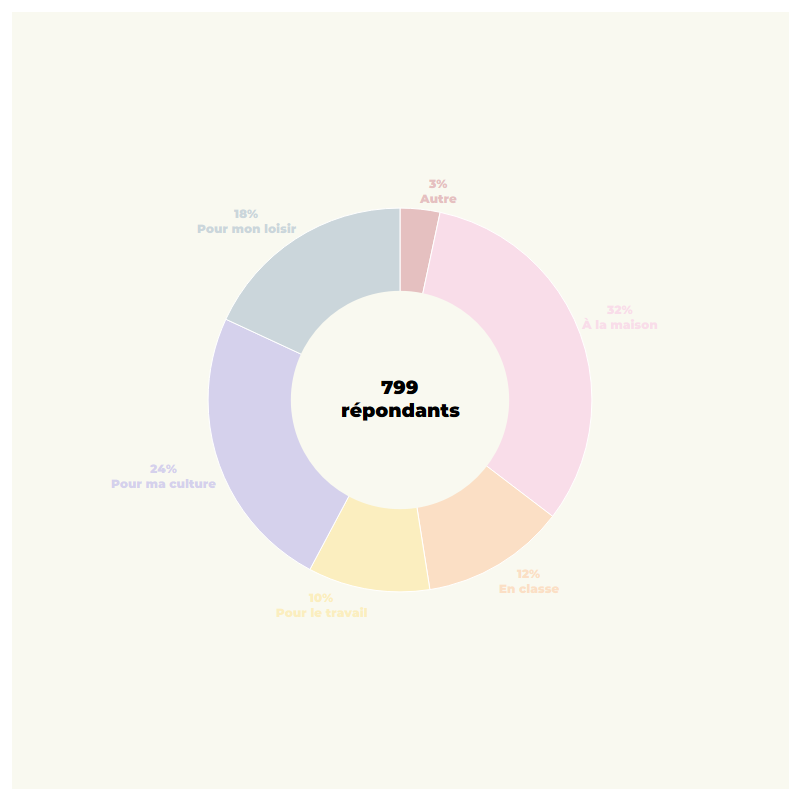 3%
Autre
18%
Pour mon loisir
32%
À la maison
799
répondants
24%
Pour ma culture
12%
En classe
10%
Pour le travail